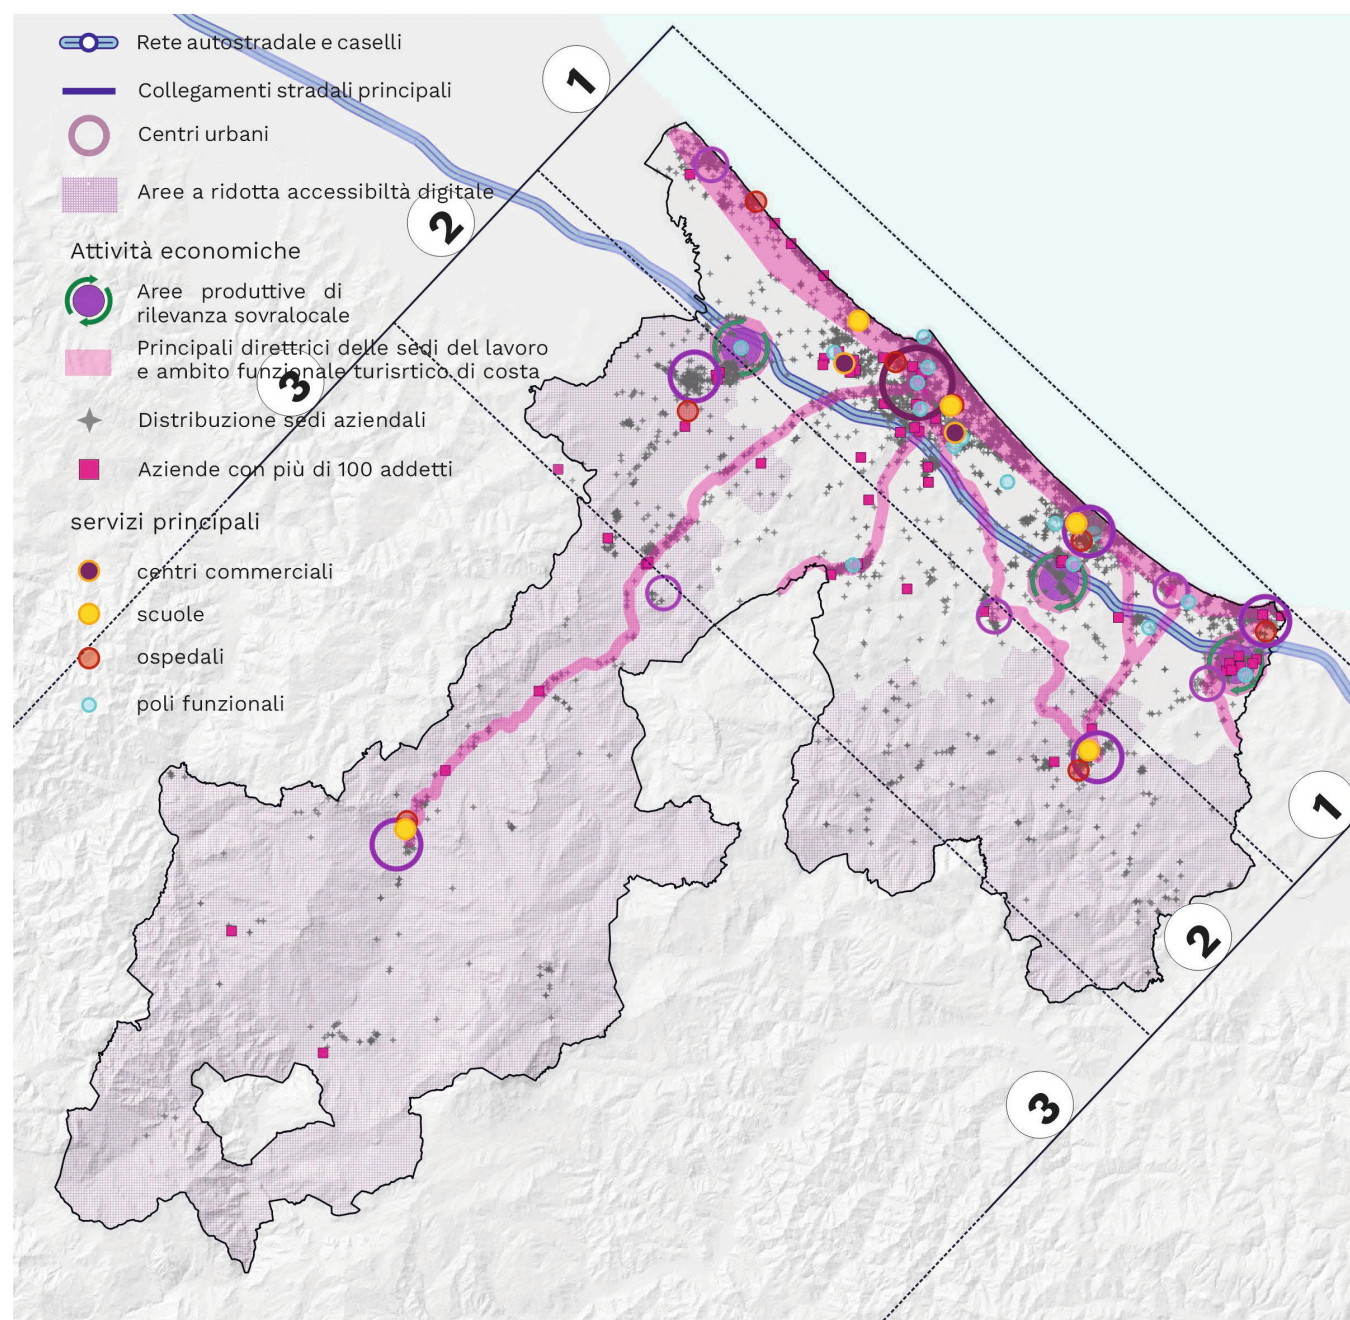 Rete autostradale e caselli
Collegamenti stradali principali
Centri urbani
Aree a ridotta accessibiltà digitale
Attività economiche
Aree produttive di
rilevanza sovralocale
Principali direttrici delle sedi del lavoro
e ambito funzionale turisrtico di costa
Distribuzione sedi aziendali
Aziende con più di 100 addetti
servizi principali
centri commerciali
scuole
ospedali
poli funzionali
1
2
3
1
2
3